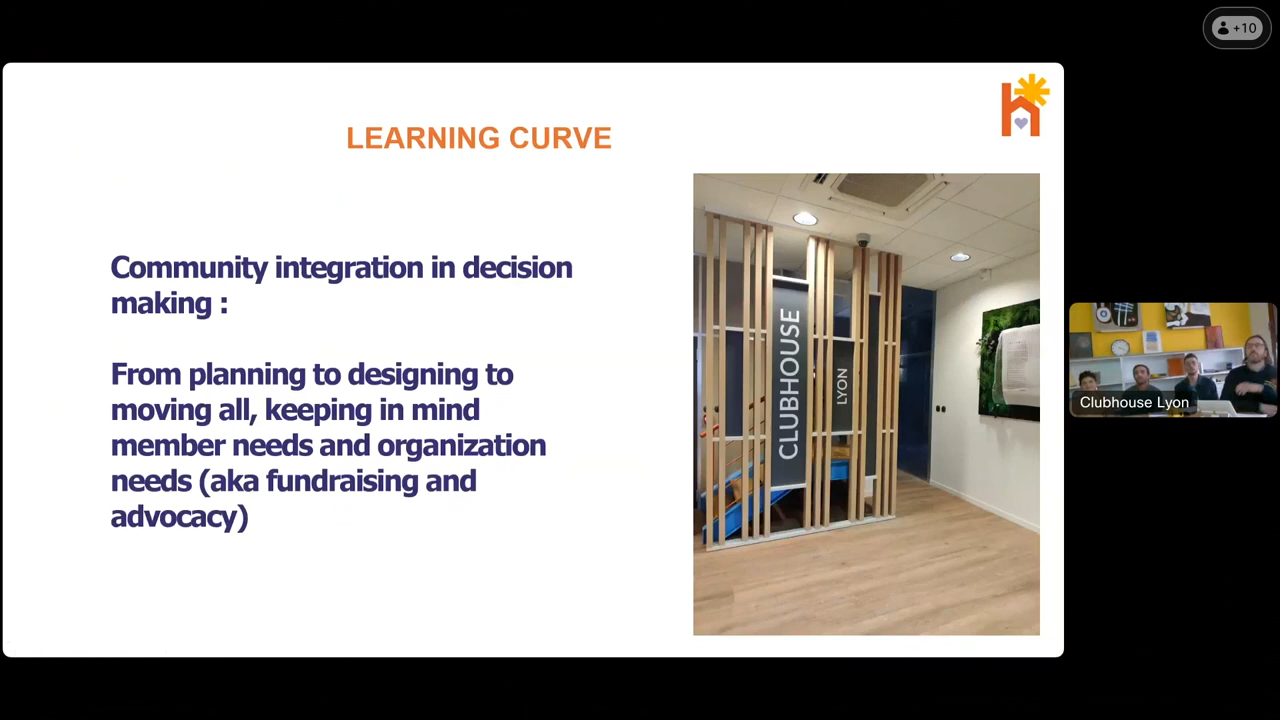 +10
LEARNING CURVE
Community integration in decision
making :
From planning to designing to
moving all, keeping in mind
member needs and organization
needs (aka fundraising and
advocacy)
CLUBHOUSE
LYON
Clubhouse Lyon